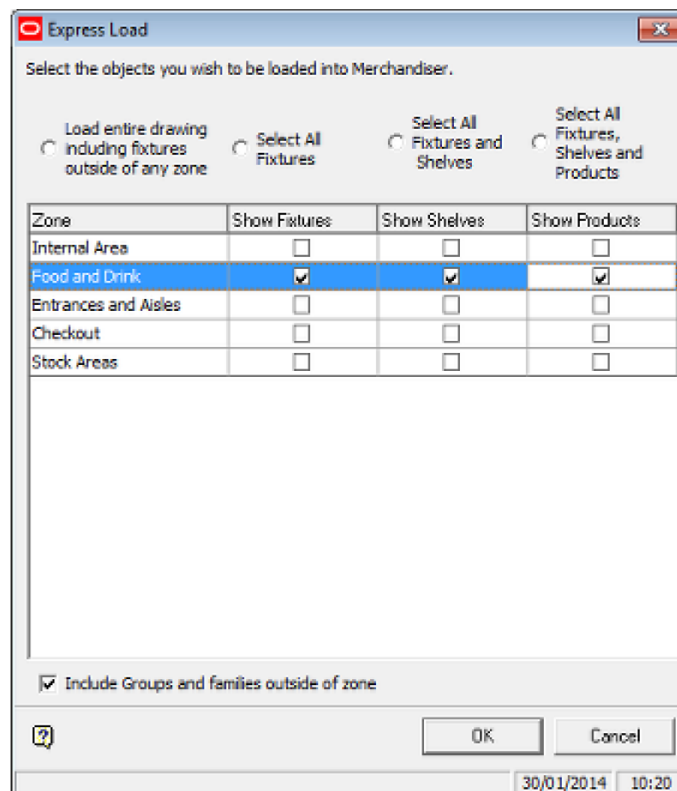 Express Load
Select the objects you wish to be loaded into Merchandiser.
Load entire drawing
including fixtures
outside of any zone
Select All
Fixtures
Select All
Fixtures and
Shelves
Select All
Fixtures,
Shelves and
Products
Zone Show Fixtures Show Shelves Show Products
Internal Area
Food and Drink
Entrances and Aisles
Checkout
Stock Areas
Include Groups and families outside of zone
OK Cancel
30/01/2014 10:20